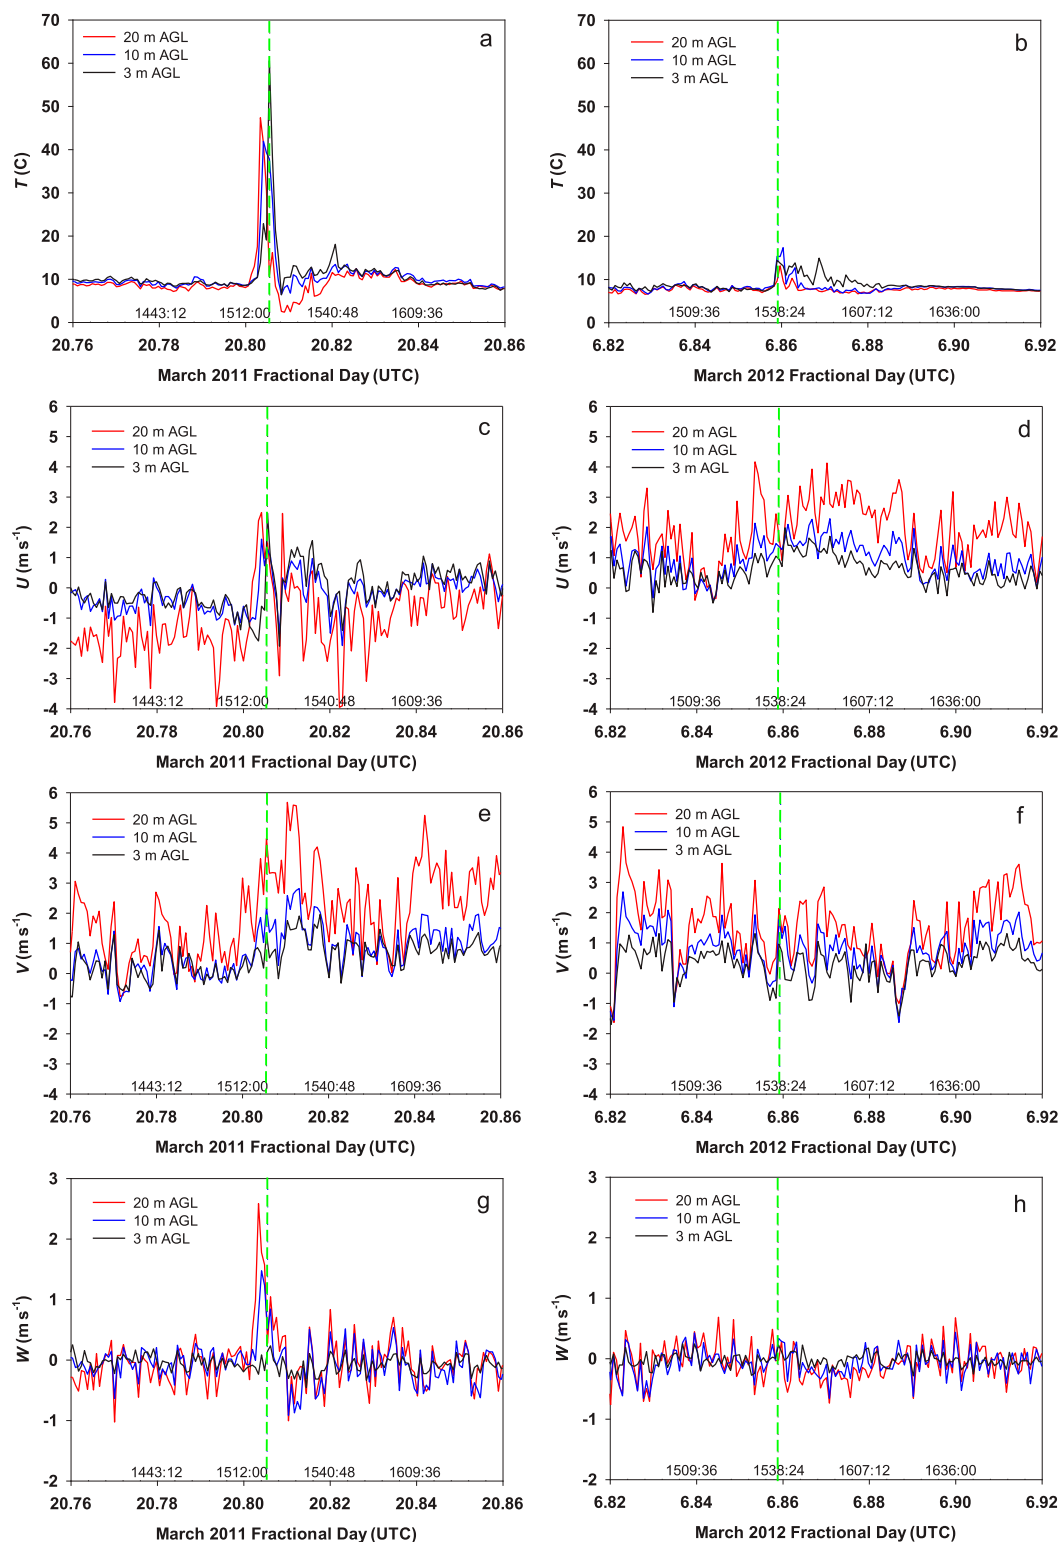 a
20 m AGL
10 m AGL
3 m AGL
T (C)
70
60
50
40
30
20
10
0
1443:12 1512:00 1540:48 1609:36
20.76 20.78 20.80 20.82 20.84 20.86
March 2011 Fractional Day (UTC)
b
20 m AGL
10 m AGL
3 m AGL
T (C)
70
60
50
40
30
20
10
0
1509:36 1538:24 1607:12 1636:00
6.82 6.84 6.86 6.88 6.90 6.92
March 2012 Fractional Day (UTC)
c
20 m AGL
10 m AGL
3 m AGL
U (m s-1)
6
5
4
3
2
1
0
-1
-2
-3
-4
1443:12 1512:00 1540:48 1609:36
20.76 20.78 20.80 20.82 20.84 20.86
March 2011 Fractional Day (UTC)
d
20 m AGL
10 m AGL
3 m AGL
U (m s-1)
6
5
4
3
2
1
0
-1
-2
-3
-4
1509:36 1538:24 1607:12 1636:00
6.82 6.84 6.86 6.88 6.90 6.92
March 2012 Fractional Day (UTC)
e
20 m AGL
10 m AGL
3 m AGL
V (m s-1)
6
5
4
3
2
1
0
-1
-2
-3
-4
1443:12 1512:00 1540:48 1609:36
20.76 20.78 20.80 20.82 20.84 20.86
March 2011 Fractional Day (UTC)
f
20 m AGL
10 m AGL
3 m AGL
V (m s-1)
6
5
4
3
2
1
0
-1
-2
-3
-4
1509:36 1538:24 1607:12 1636:00
6.82 6.84 6.86 6.88 6.90 6.92
March 2012 Fractional Day (UTC)
g
20 m AGL
10 m AGL
3 m AGL
W (m s-1)
3
2
1
0
-1
-2
1443:12 1512:00 1540:48 1609:36
20.76 20.78 20.80 20.82 20.84 20.86
March 2011 Fractional Day (UTC)
h
20 m AGL
10 m AGL
3 m AGL
W (m s-1)
3
2
1
0
-1
-2
1509:36 1538:24 1607:12 1636:00
6.82 6.84 6.86 6.88 6.90 6.92
March 2012 Fractional Day (UTC)